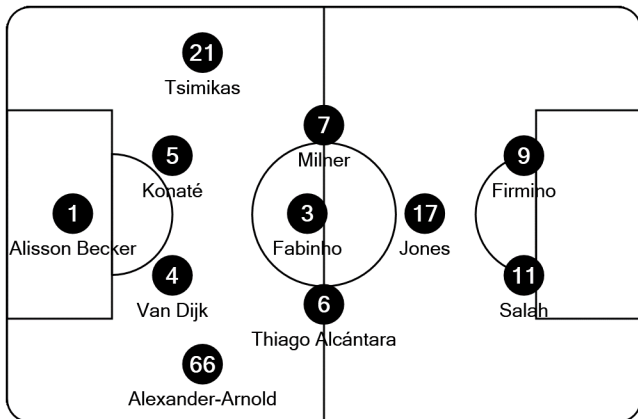 21
Tsimikas
7
Milner
5
Konaté
9
Firmino
1
Alisson Becker
3
Fabinho
17
Jones
4
Van Dijk
11
Salah
6
Thiago Alcántara
66
Alexander-Arnold